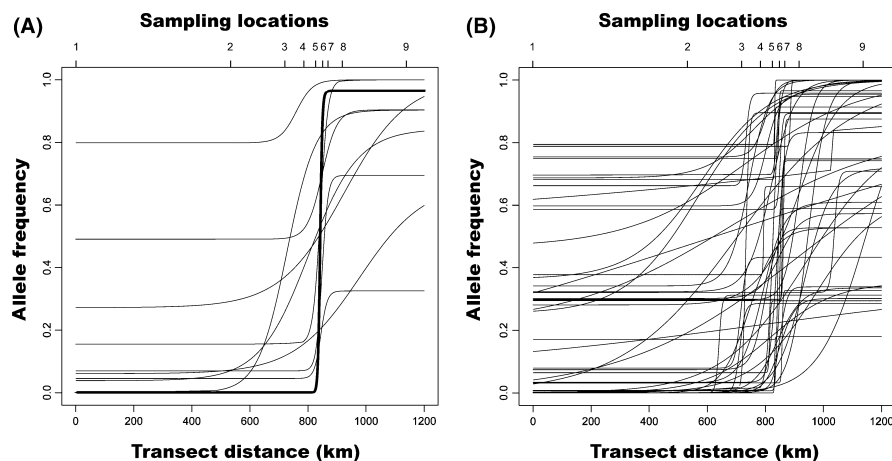 (A)
Sampling locations
1 2 3 4 5 6 7 8 9
Allele frequency
1.0
0.8
0.6
0.4
0.2
0.0
0 200 400 600 800 1000 1200
Transect distance (km)
(B)
Sampling locations
1 2 3 4 5 6 7 8 9
Allele frequency
1.0
0.8
0.6
0.4
0.2
0.0
0 200 400 600 800 1000 1200
Transect distance (km)